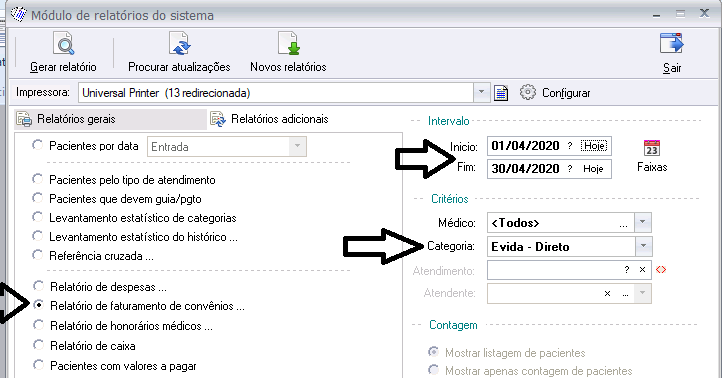 Módulo de relatórios do sistema
Gerar relatório
Procurar atualizações
Novos relatórios
Sair
Impressora:
Universal Printer (13 redirecionada)
Configurar
Relatórios gerais
Relatórios adicionais
Pacientes por data
Entrada
Pacientes pelo tipo de atendimento
Pacientes que devem guia/pgto
Levantamento estatístico de categorias
Levantamento estatístico do histórico ...
Referência cruzada ...
Relatório de despesas ...
Relatório de faturamento de convênios ...
Relatório de honorários médicos ...
Relatório de caixa
Pacientes com valores a pagar
Intervalo
Inicio: 01/04/2020 ? Hoje
Fim: 30/04/2020 ? Hoje
23
Faixas
Critérios
Médico: <Todos> ...
Categoria: Evida - Direto
Atendimento: ? × <>
Atendente: × ...
Contagem
Mostrar listagem de pacientes
Mostrar apenas contagem de pacientes